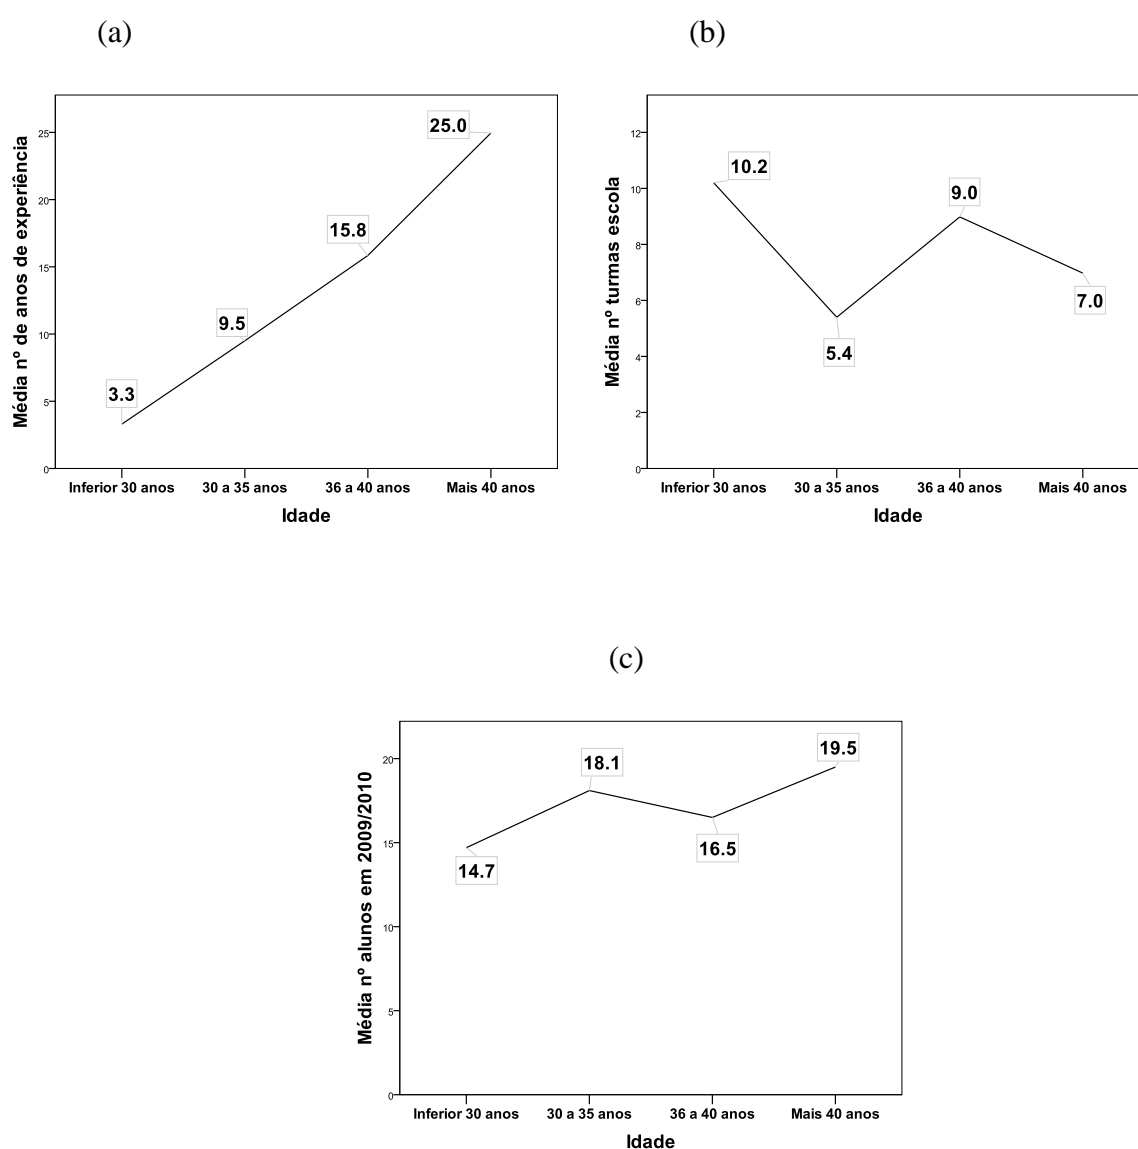 (a)
(b)
Média nº de anos de experiência
25
20
15
10
5
0
25.0
15.8
9.5
3.3
Inferior 30 anos 30 a 35 anos 36 a 40 anos Mais 40 anos
Idade
Média nº turmas escola
12
10
8
6
4
2
0
10.2
9.0
7.0
5.4
Inferior 30 anos 30 a 35 anos 36 a 40 anos Mais 40 anos
Idade
(c)
Média nº alunos em 2009/2010
20
15
10
5
0
19.5
18.1
16.5
14.7
Inferior 30 anos 30 a 35 anos 36 a 40 anos Mais 40 anos
Idade